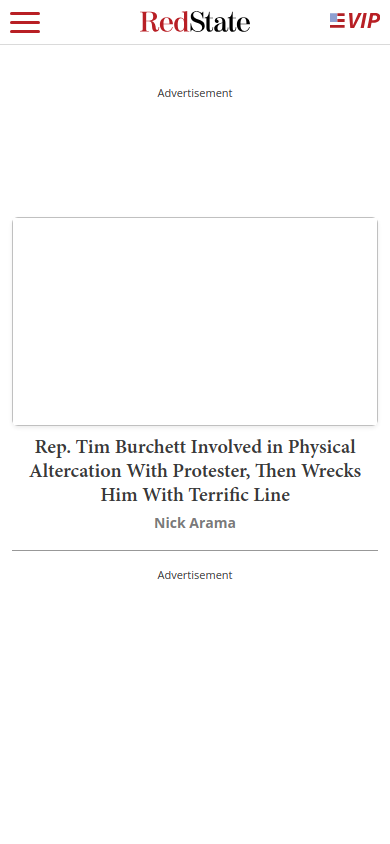 RedState
VIP
Advertisement
Rep. Tim Burchett Involved in Physical
Altercation With Protester, Then Wrecks
Him With Terrific Line
Nick Arama
Advertisement